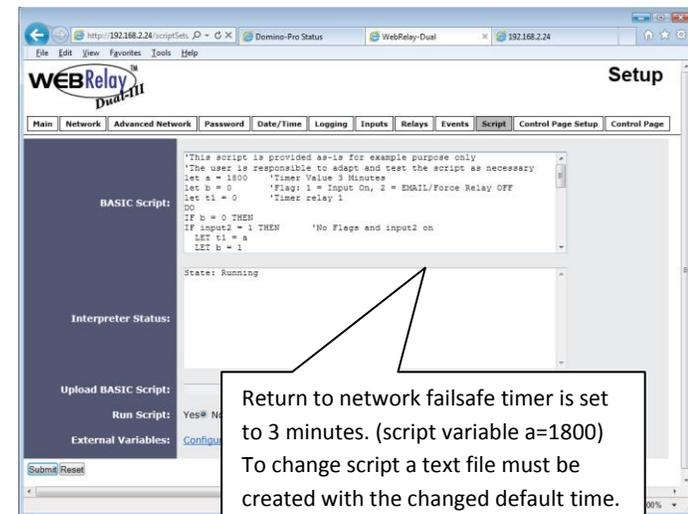 http://192.168.2.24/scriptSets
Domino-Pro Status
WebRelay-Dual
192.168.2.24
File Edit View Favorites Tools Help
WEBRelay™
Dual-III
Setup
Main Network Advanced Network Password Date/Time Logging Inputs Relays Events Script Control Page Setup Control Page
BASIC Script:
'This script is provided as-is for example purpose only
'The user is responsible to adapt and test the script as necessary
let a = 1800 'Timer Value 3 Minutes
let b = 0 'Flag: 1 = Input On, 2 = EMAIL/Force Relay OFF
let t1 = 0 'Timer relay 1
DO
IF b = 0 THEN
IF input2 = 1 THEN 'No Flags and input2 on
LET t1 = a
LET b = 1
Interpreter Status:
State: Running
Upload BASIC Script:
Run Script:
Yes No
External Variables:
Configu
Submit Reset
Return to network failsafe timer is set
to 3 minutes. (script variable a=1800)
To change script a text file must be
created with the changed default time.
00%